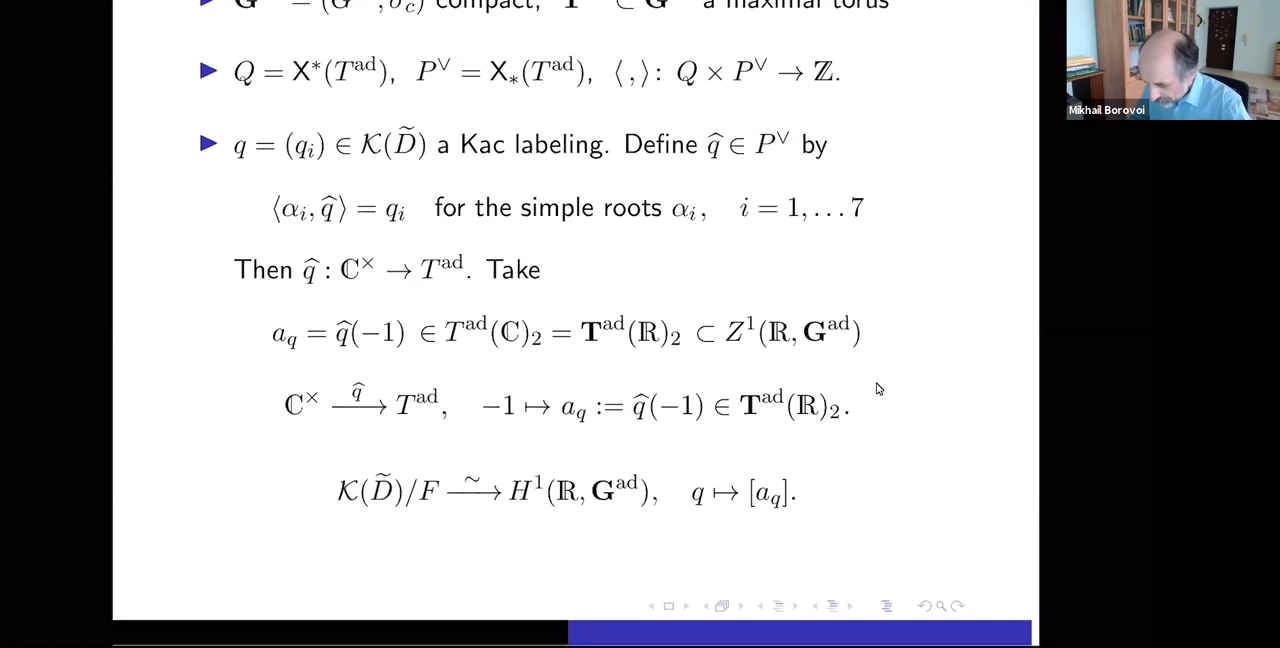 ▶ Q = X*(T^ad), P^∨ = X_*(T^ad), ⟨ , ⟩: Q × P^∨ → ℤ.
▶ q = (q_i) ∈ 𝒦(D̃) a Kac labeling. Define q̂ ∈ P^∨ by
⟨α_i, q̂⟩ = q_i for the simple roots α_i, i = 1, … 7
Then q̂ : ℂ^× → T^ad. Take
a_q = q̂(−1) ∈ T^ad(ℂ)_2 = 𝐓^ad(ℝ)_2 ⊂ Z^1(ℝ, 𝐆^ad)
ℂ^× —q̂→ T^ad, −1 ↦ a_q := q̂(−1) ∈ 𝐓^ad(ℝ)_2.
𝒦(D̃)/F —∼→ H^1(ℝ, 𝐆^ad), q ↦ [a_q].
Mikhail Borovoi